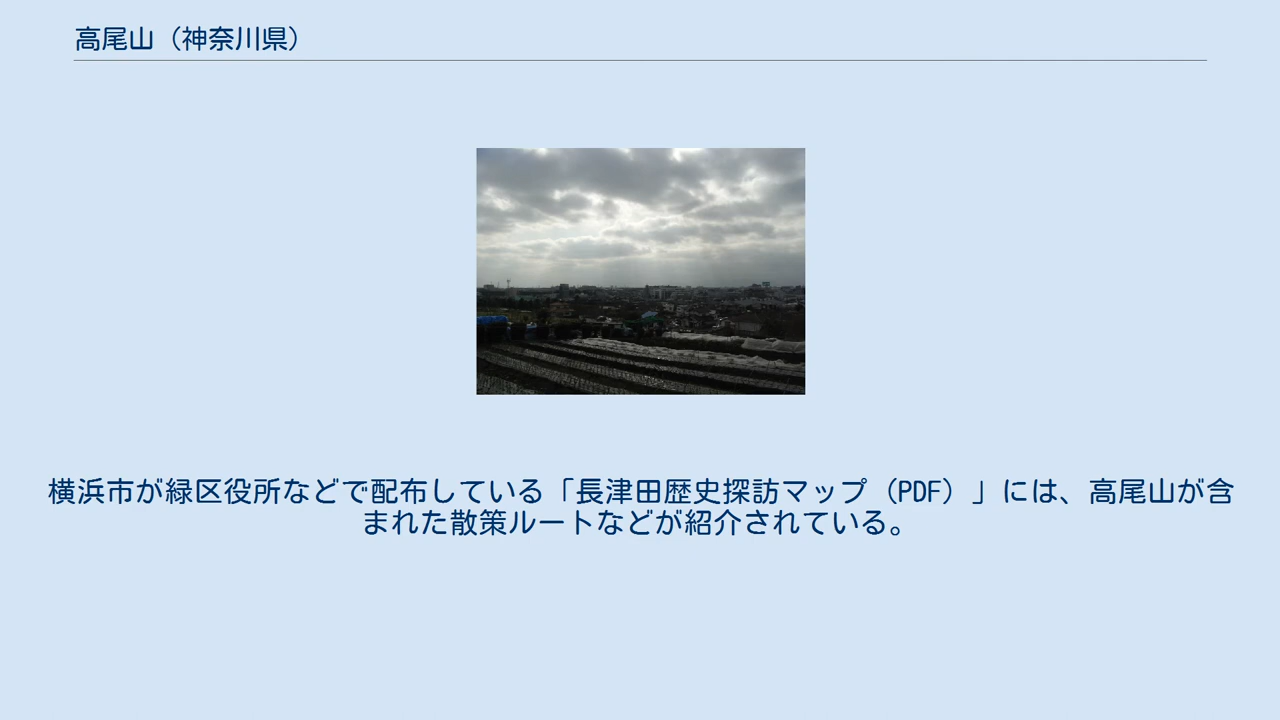 高尾山（神奈川県）
横浜市が緑区役所などで配布している「長津田歴史探訪マップ（PDF）」には、高尾山が含
まれた散策ルートなどが紹介されている。